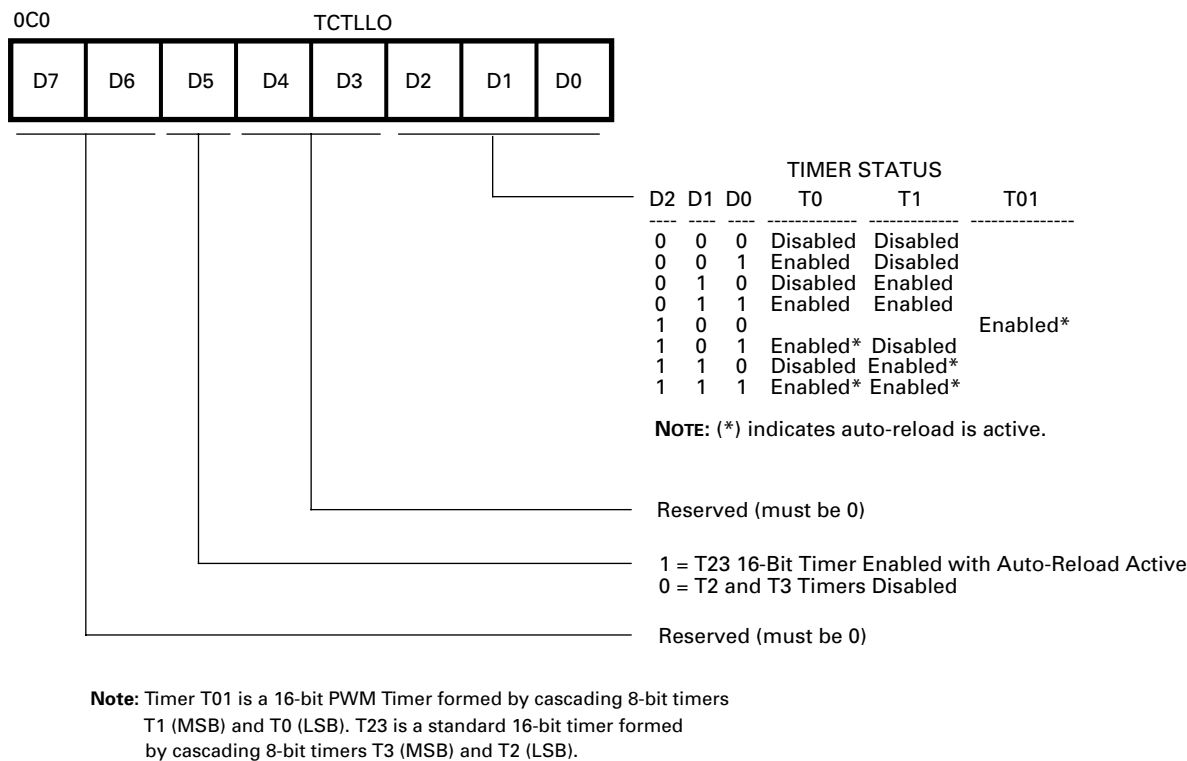 0C0 TCTLLO
D7 D6 D5 D4 D3 D2 D1 D0
TIMER STATUS
D2 D1 D0 T0 T1 T01
---- ---- ---- ------------- ------------- ---------------
0 0 0 Disabled Disabled
0 0 1 Enabled Disabled
0 1 0 Disabled Enabled
0 1 1 Enabled Enabled
1 0 0 Enabled*
1 0 1 Enabled* Disabled
1 1 0 Disabled Enabled*
1 1 1 Enabled* Enabled*
NOTE: (*) indicates auto-reload is active.
Reserved (must be 0)
1 = T23 16-Bit Timer Enabled with Auto-Reload Active
0 = T2 and T3 Timers Disabled
Reserved (must be 0)
Note: Timer T01 is a 16-bit PWM Timer formed by cascading 8-bit timers
T1 (MSB) and T0 (LSB). T23 is a standard 16-bit timer formed
by cascading 8-bit timers T3 (MSB) and T2 (LSB).